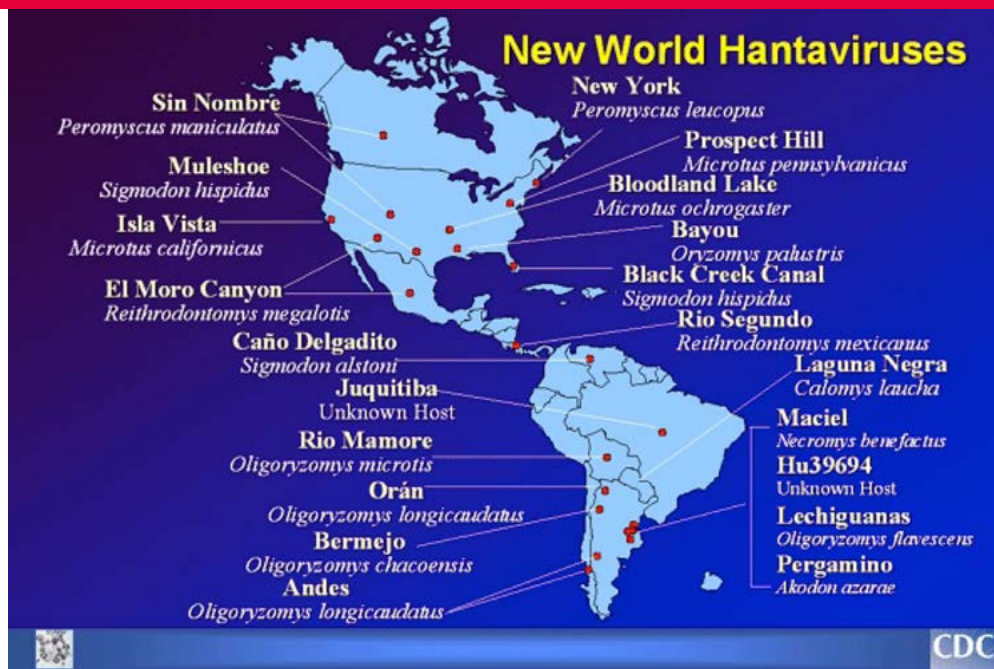 New World Hantaviruses
Sin Nombre
Peromyscus maniculatus
Muleshoe
Sigmodon hispidus
Isla Vista
Microtus californicus
El Moro Canyon
Reithrodontomys megalotis
Caño Delgadito
Sigmodon alstoni
Juquitiba
Unknown Host
Rio Mamore
Oligoryzomys microtis
Orán
Oligoryzomys longicaudatus
Bermejo
Oligoryzomys chacoensis
Andes
Oligoryzomys longicaudatus
New York
Peromyscus leucopus
Prospect Hill
Microtus pennsylvanicus
Bloodland Lake
Microtus ochrogaster
Bayou
Oryzomys palustris
Black Creek Canal
Sigmodon hispidus
Rio Segundo
Reithrodontomys mexicanus
Laguna Negra
Calomys laucha
Maciel
Necromys benefactus
Hu39694
Unknown Host
Lechiguanas
Oligoryzomys flavescens
Pergamino
Akodon azarae
CDC